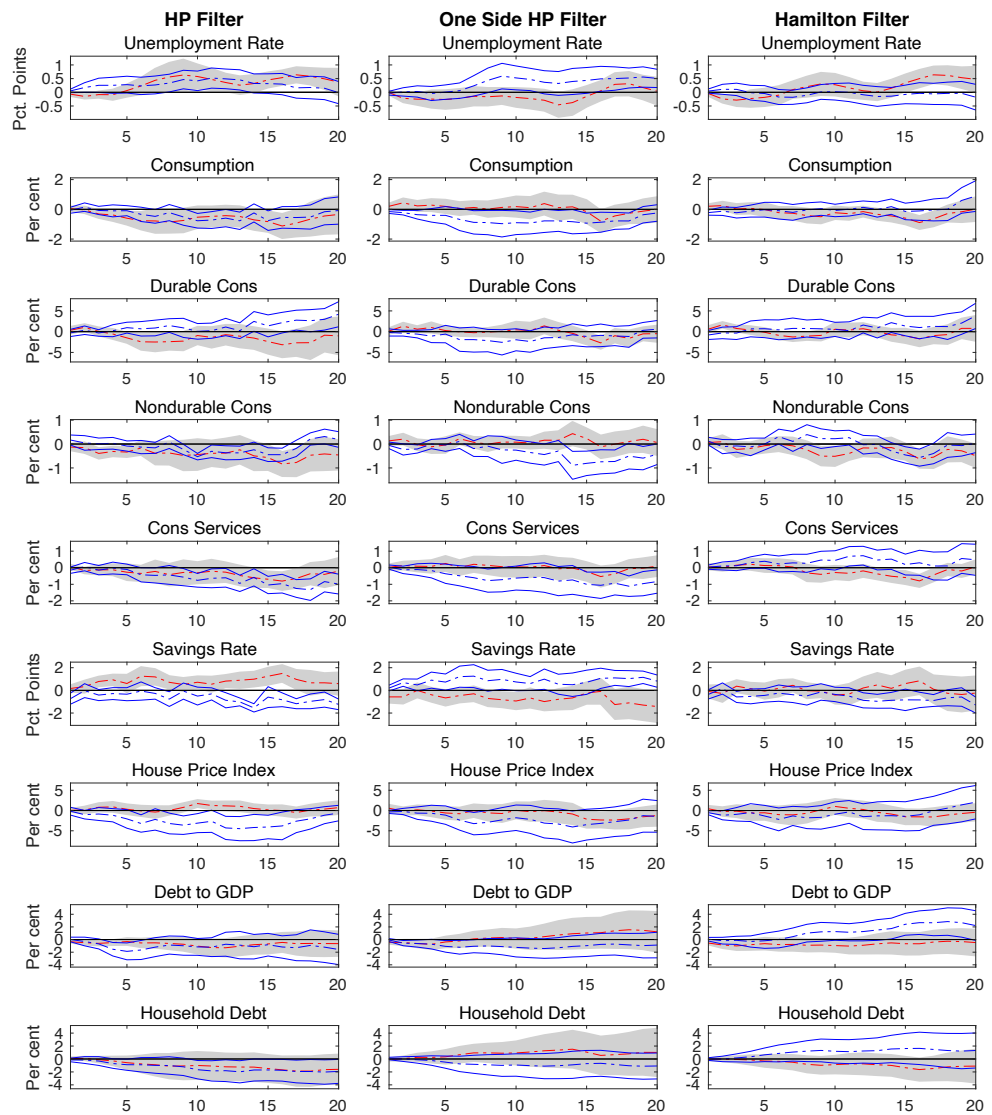 HP Filter One Side HP Filter Hamilton Filter
Unemployment Rate Unemployment Rate Unemployment Rate
Pct. Points
1 0.5 0 -0.5 1 0.5 0 -0.5 1 0.5 0 -0.5
5 10 15 20 5 10 15 20 5 10 15 20
Consumption Consumption Consumption
Per cent
2 0 -2 2 0 -2 2 0 -2
5 10 15 20 5 10 15 20 5 10 15 20
Durable Cons Durable Cons Durable Cons
Per cent
5 0 -5 5 0 -5 5 0 -5
5 10 15 20 5 10 15 20 5 10 15 20
Nondurable Cons Nondurable Cons Nondurable Cons
Per cent
1 0 -1 1 0 -1 1 0 -1
5 10 15 20 5 10 15 20 5 10 15 20
Cons Services Cons Services Cons Services
Per cent
1 0 -1 -2 1 0 -1 -2 1 0 -1 -2
5 10 15 20 5 10 15 20 5 10 15 20
Savings Rate Savings Rate Savings Rate
Pct. Points
2 0 -2 2 0 -2 2 0 -2
5 10 15 20 5 10 15 20 5 10 15 20
House Price Index House Price Index House Price Index
Per cent
5 0 -5 5 0 -5 5 0 -5
5 10 15 20 5 10 15 20 5 10 15 20
Debt to GDP Debt to GDP Debt to GDP
Per cent
4 2 0 -2 -4 4 2 0 -2 -4 4 2 0 -2 -4
5 10 15 20 5 10 15 20 5 10 15 20
Household Debt Household Debt Household Debt
Per cent
4 2 0 -2 -4 4 2 0 -2 -4 4 2 0 -2 -4
5 10 15 20 5 10 15 20 5 10 15 20